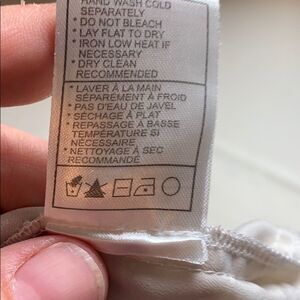 HAND WASH COLD
SEPARATELY
* DO NOT BLEACH
* LAY FLAT TO DRY
* IRON LOW HEAT IF
NECESSARY
* DRY CLEAN
RECOMMENDED
* LAVER À LA MAIN
SÉPARÉMENT À FROID
* PAS D'EAU DE JAVEL
* SÉCHAGE À PLAT
* REPASSAGE À BASSE
TEMPÉRATURE SI
NÉCESSAIRE
* NETTOYAGE À SEC
RECOMMANDÉ